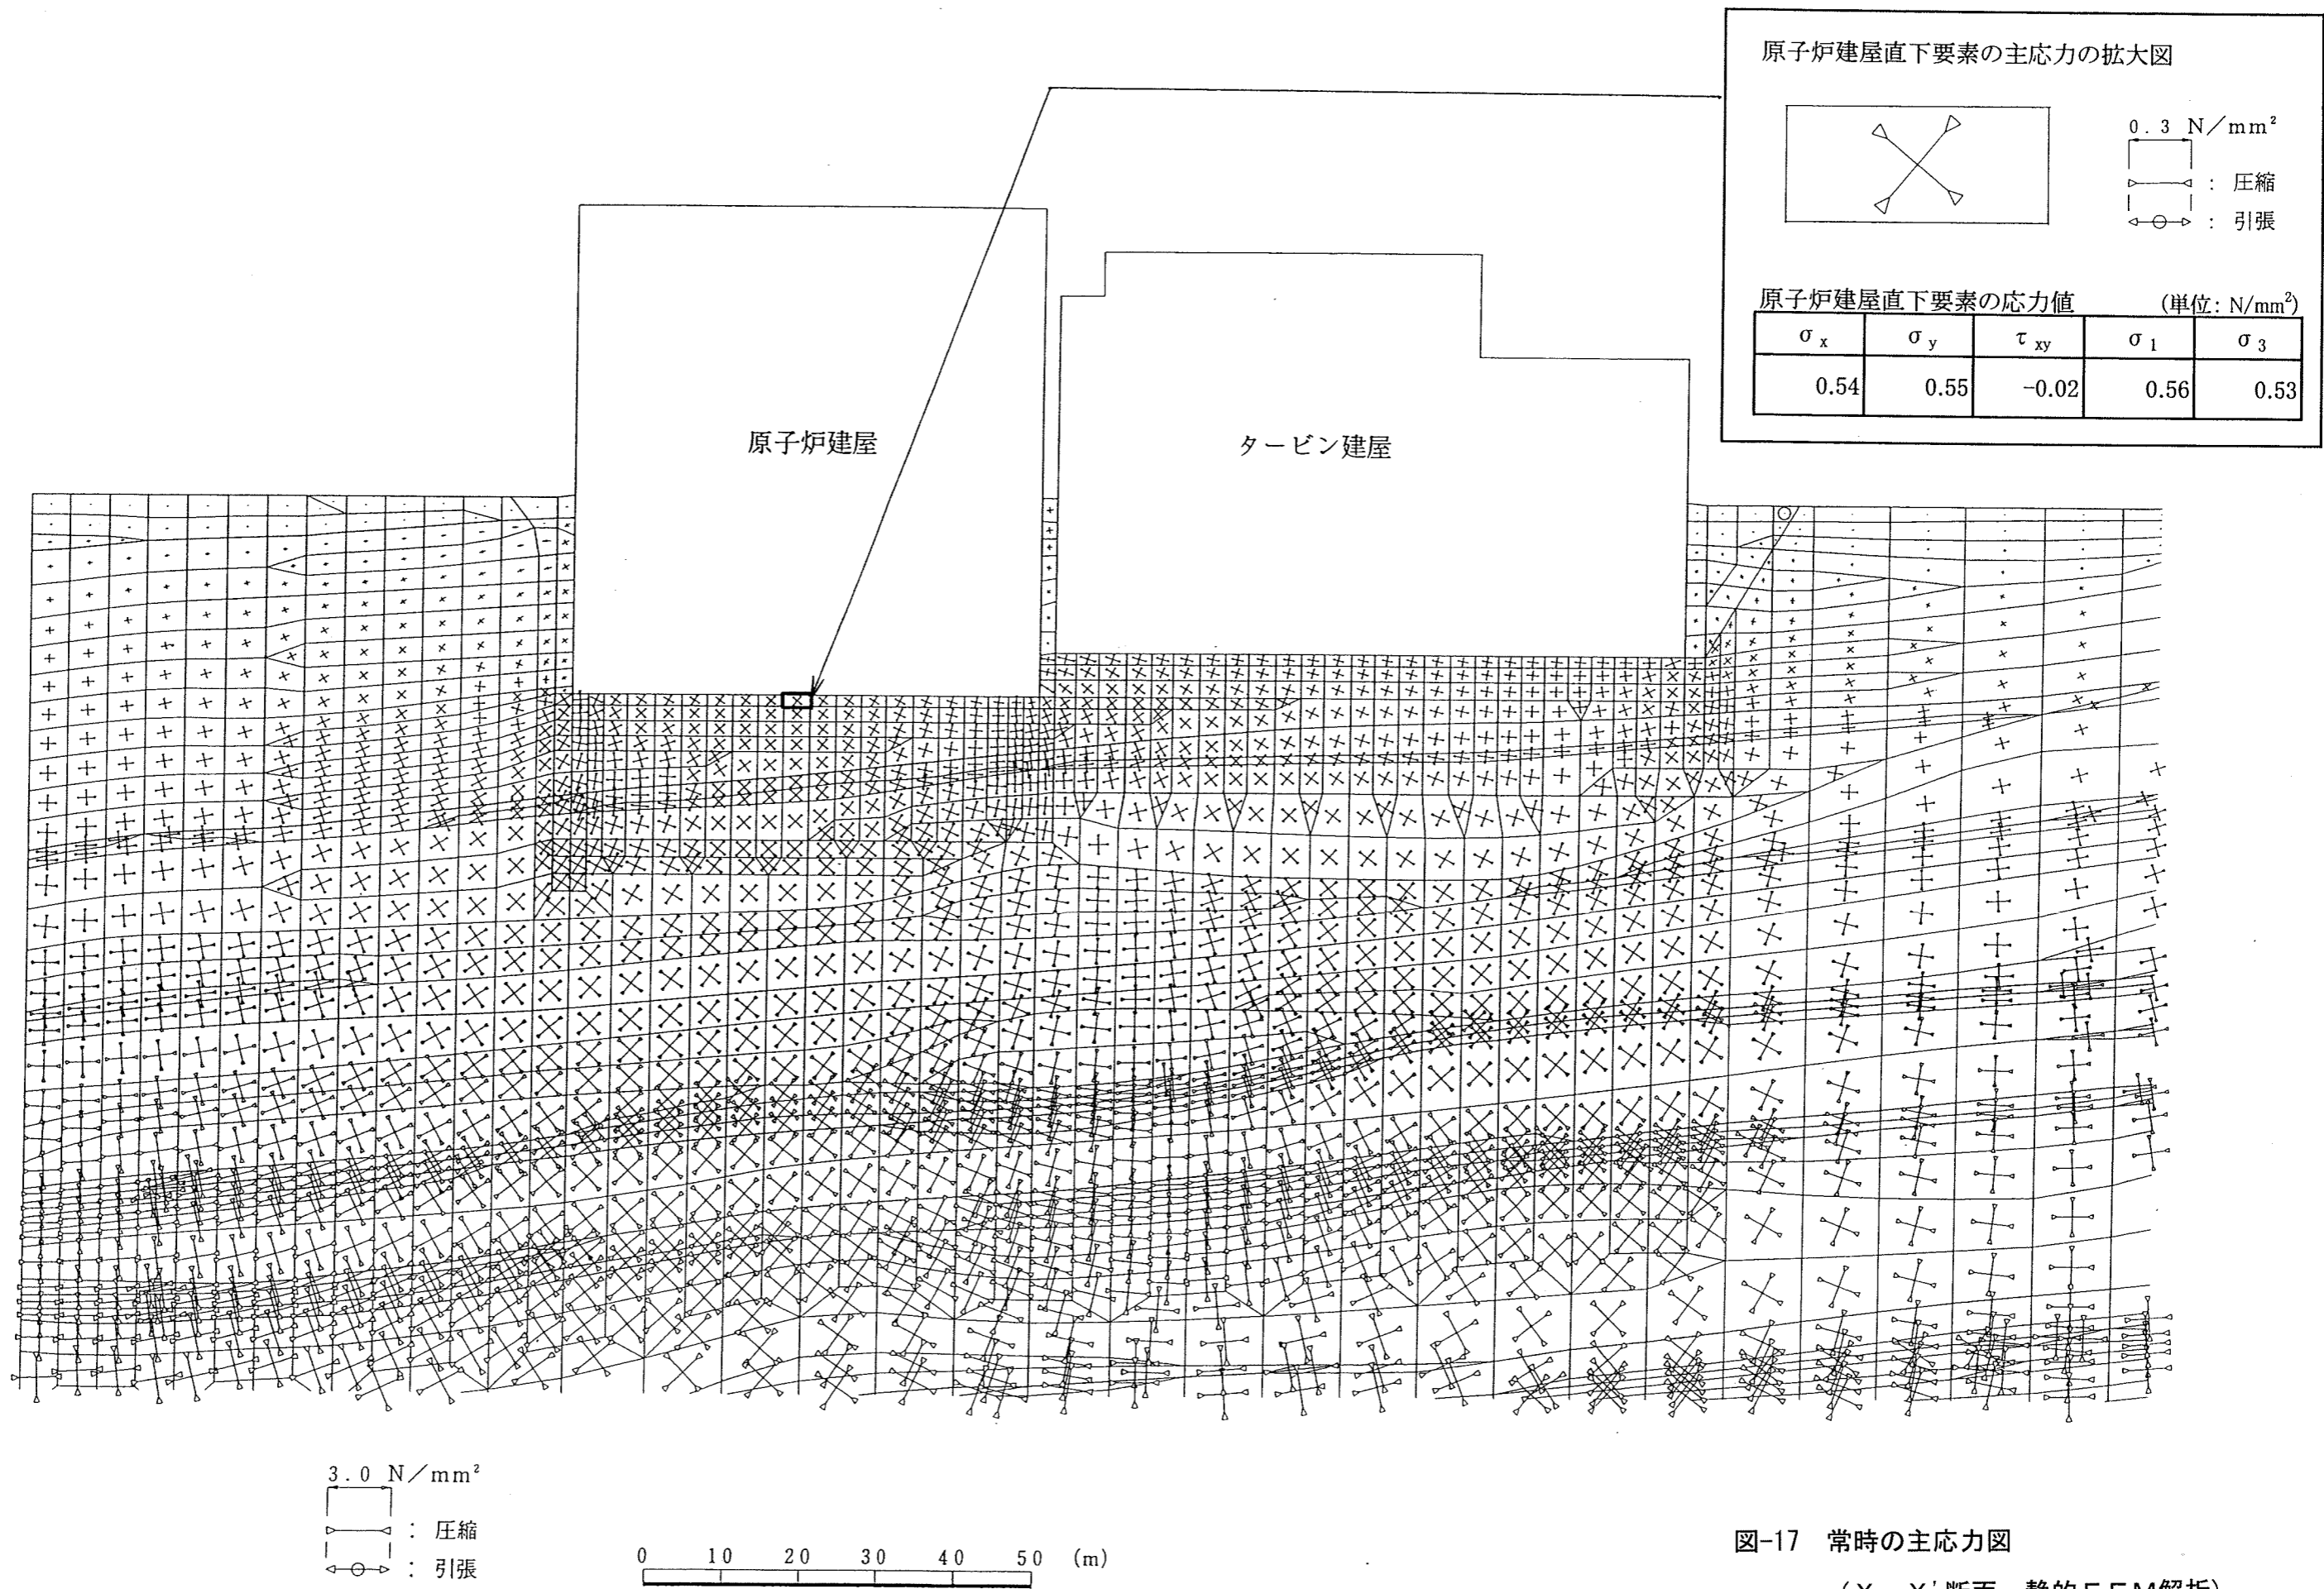 原子炉建屋直下要素の主応力の拡大図
0.3 N/mm²
: 圧縮
: 引張
原子炉建屋直下要素の応力値 (単位: N/mm²)
σx σy τxy σ1 σ3
0.54 0.55 -0.02 0.56 0.53
原子炉建屋
タービン建屋
3.0 N/mm²
: 圧縮
: 引張
0 10 20 30 40 50 (m)
図-17 常時の主応力図